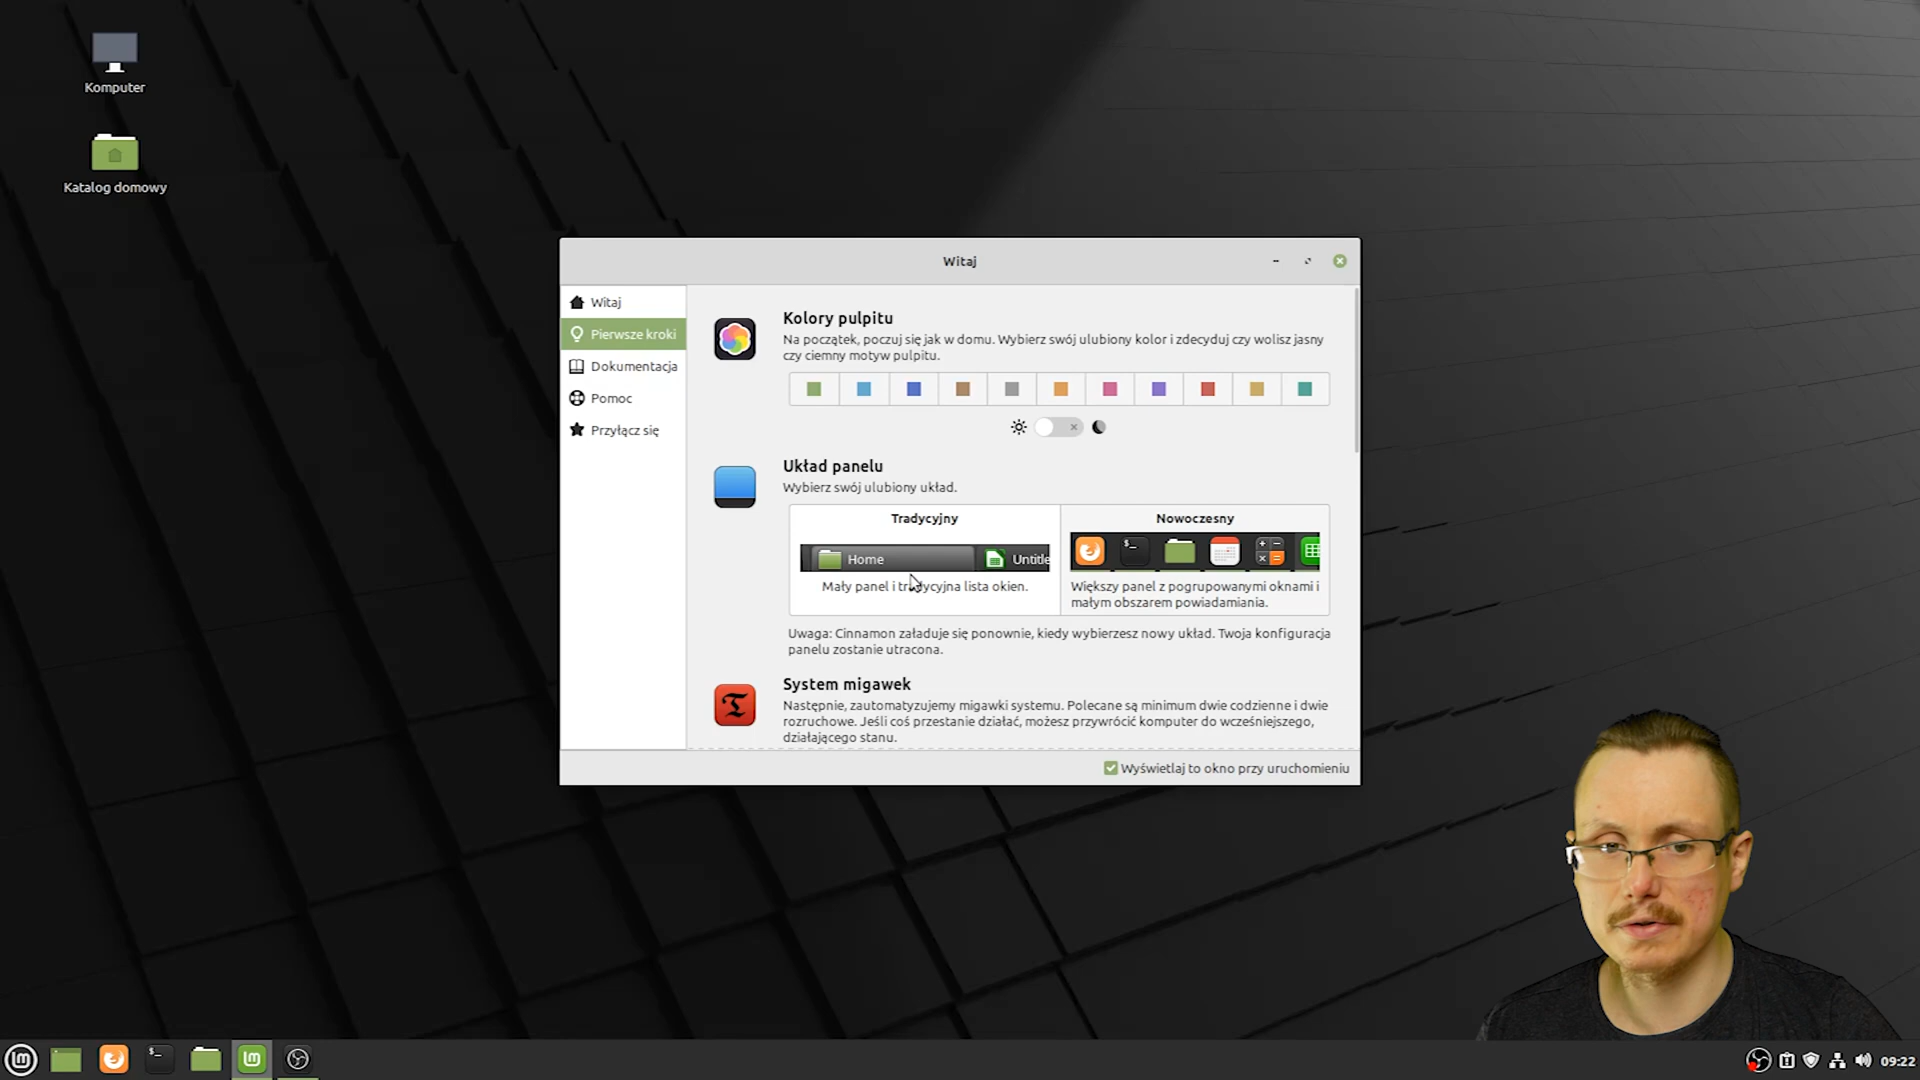 Komputer
Katalog domowy
Witaj
Witaj
Pierwsze kroki
Dokumentacja
Pomoc
Przyłącz się
Kolory pulpitu
Na początek, poczuj się jak w domu. Wybierz swój ulubiony kolor i zdecyduj czy wolisz jasny
czy ciemny motyw pulpitu.
Układ panelu
Wybierz swój ulubiony układ.
Tradycyjny
Home
Untitle
Mały panel i tradycyjna lista okien.
Nowoczesny
Większy panel z pogrupowanymi oknami i
małym obszarem powiadamiania.
Uwaga: Cinnamon załaduje się ponownie, kiedy wybierzesz nowy układ. Twoja konfiguracja
panelu zostanie utracona.
System migawek
Następnie, zautomatyzujemy migawki systemu. Polecane są minimum dwie codzienne i dwie
rozruchowe. Jeśli coś przestanie działać, możesz przywrócić komputer do wcześniejszego,
działającego stanu.
Wyświetlaj to okno przy uruchomieniu
09:22